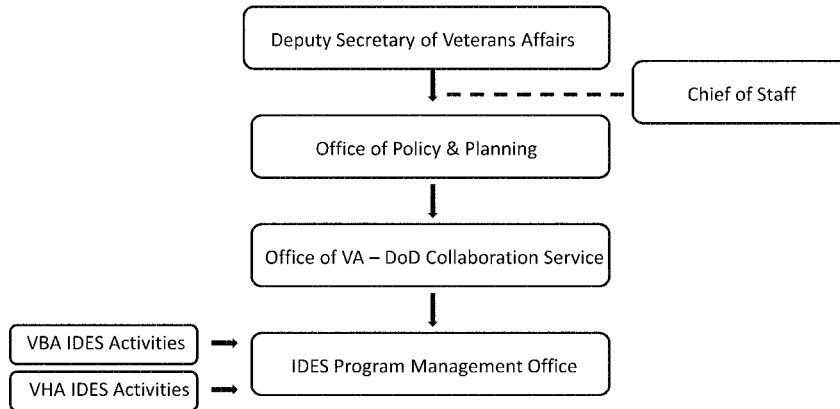 Deputy Secretary of Veterans Affairs
Chief of Staff
Office of Policy & Planning
Office of VA – DoD Collaboration Service
VBA IDES Activities
IDES Program Management Office
VHA IDES Activities